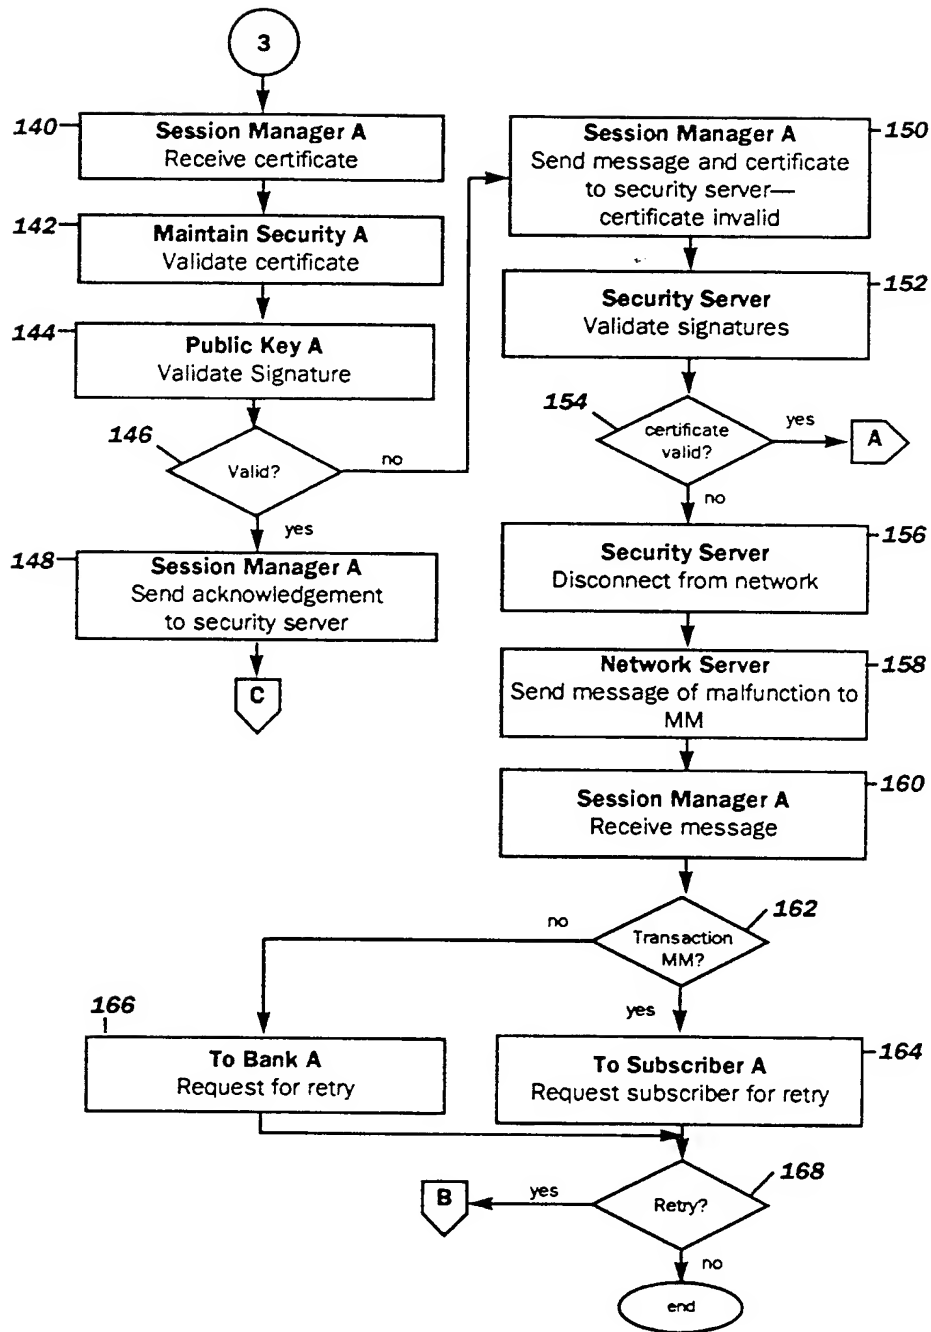 3
140
Session Manager A
Receive certificate
142
Maintain Security A
Validate certificate
144
Public Key A
Validate Signature
146
Valid?
no
yes
148
Session Manager A
Send acknowledgement
to security server
C
150
Session Manager A
Send message and certificate
to security server—
certificate invalid
152
Security Server
Validate signatures
154
certificate
valid?
yes
A
no
156
Security Server
Disconnect from network
158
Network Server
Send message of malfunction to
MM
160
Session Manager A
Receive message
162
Transaction
MM?
no
yes
166
To Bank A
Request for retry
164
To Subscriber A
Request subscriber for retry
168
Retry?
yes
B
no
end